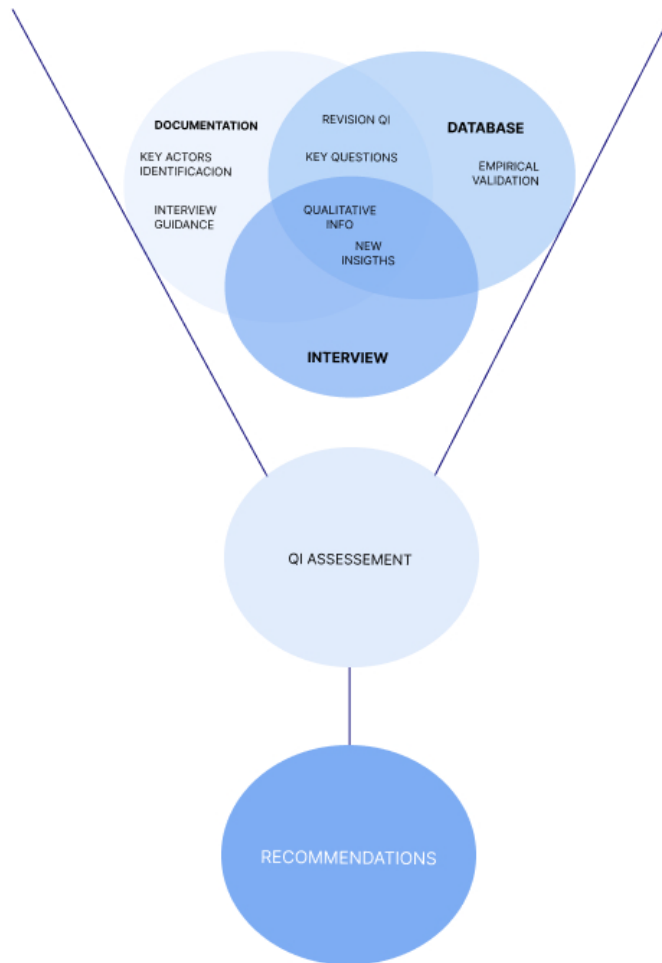 DOCUMENTATION
KEY ACTORS
IDENTIFICACION
INTERVIEW
GUIDANCE
REVISION QI
KEY QUESTIONS
QUALITATIVE
INFO
NEW
INSIGTHS
DATABASE
EMPIRICAL
VALIDATION
INTERVIEW
QI ASSESSEMENT
RECOMMENDATIONS